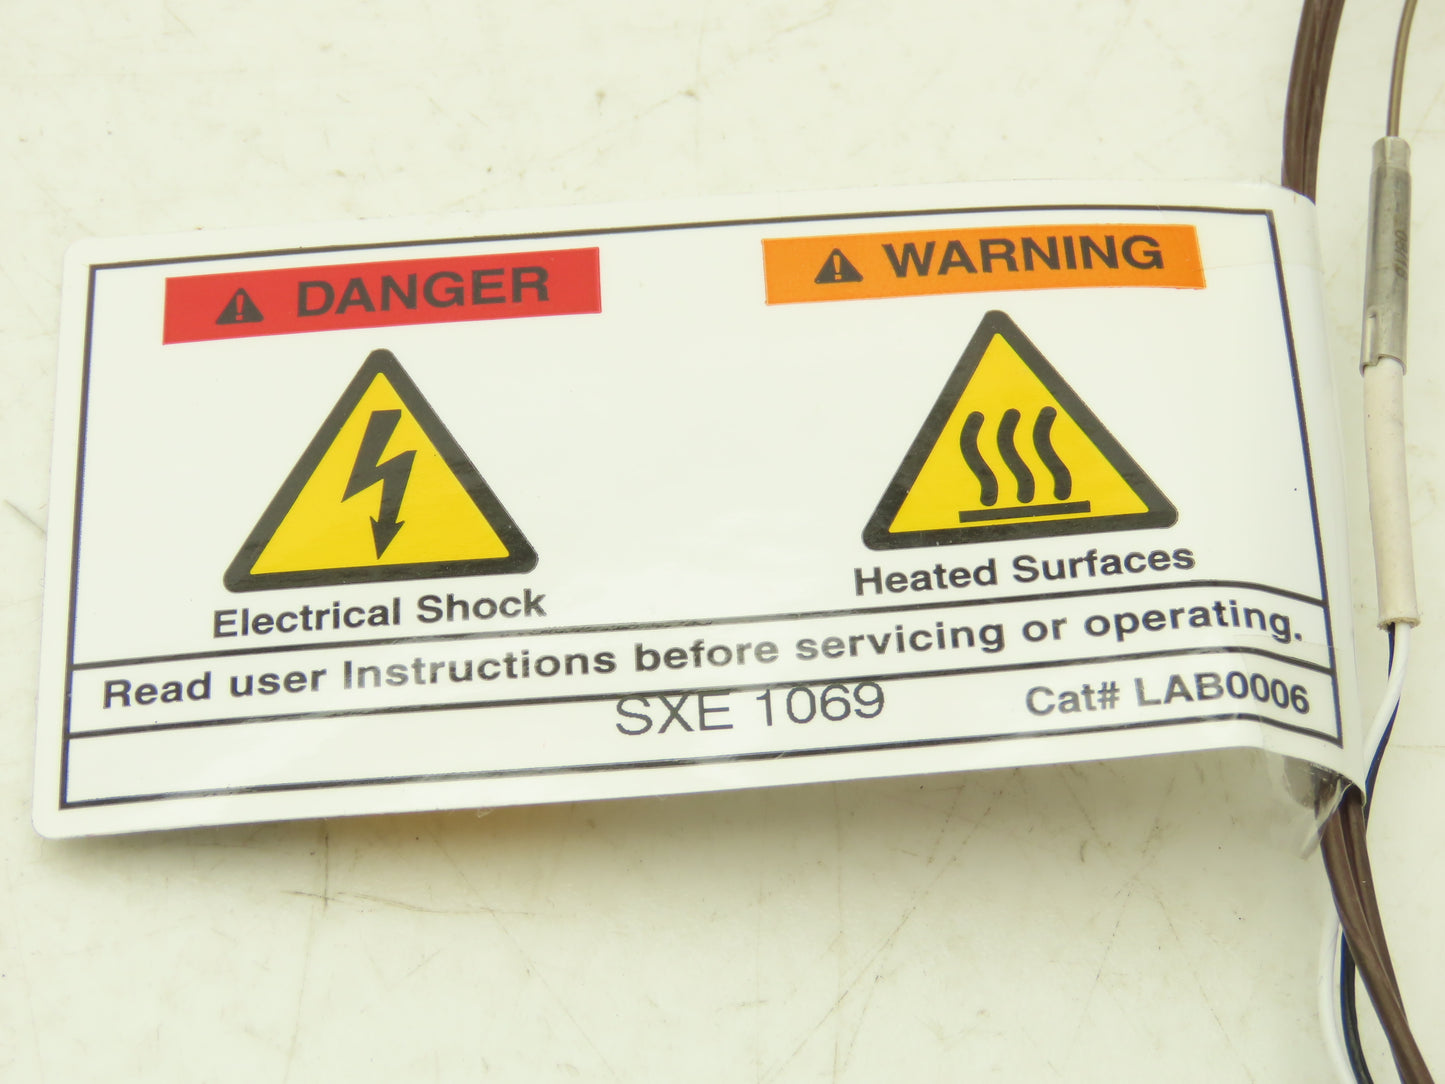 DANGER
WARNING
Electrical Shock
Heated Surfaces
Read user Instructions before servicing or operating.
SXE 1069
Cat# LAB0006